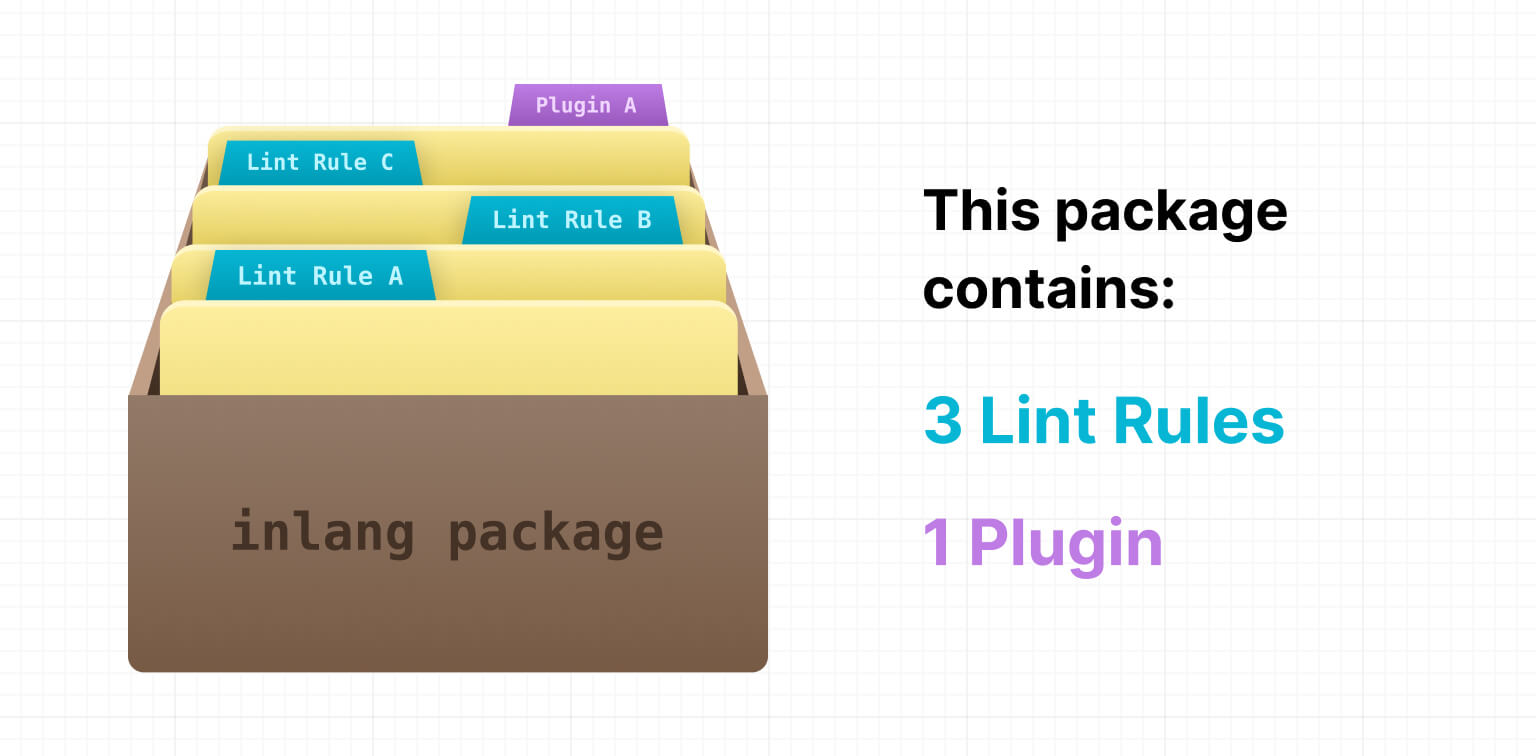 Plugin A
Lint Rule C
Lint Rule B
Lint Rule A
inlang package
This package
contains:
3 Lint Rules
1 Plugin